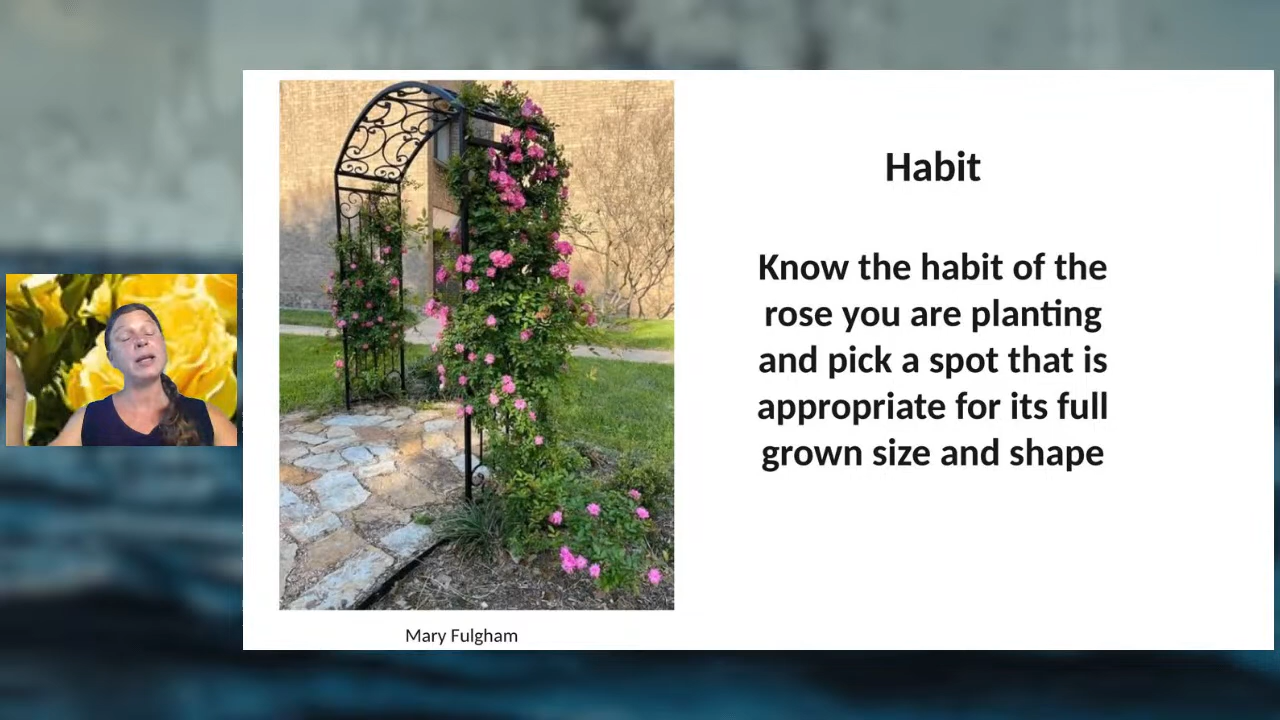 Habit
Know the habit of the
rose you are planting
and pick a spot that is
appropriate for its full
grown size and shape
Mary Fulgham